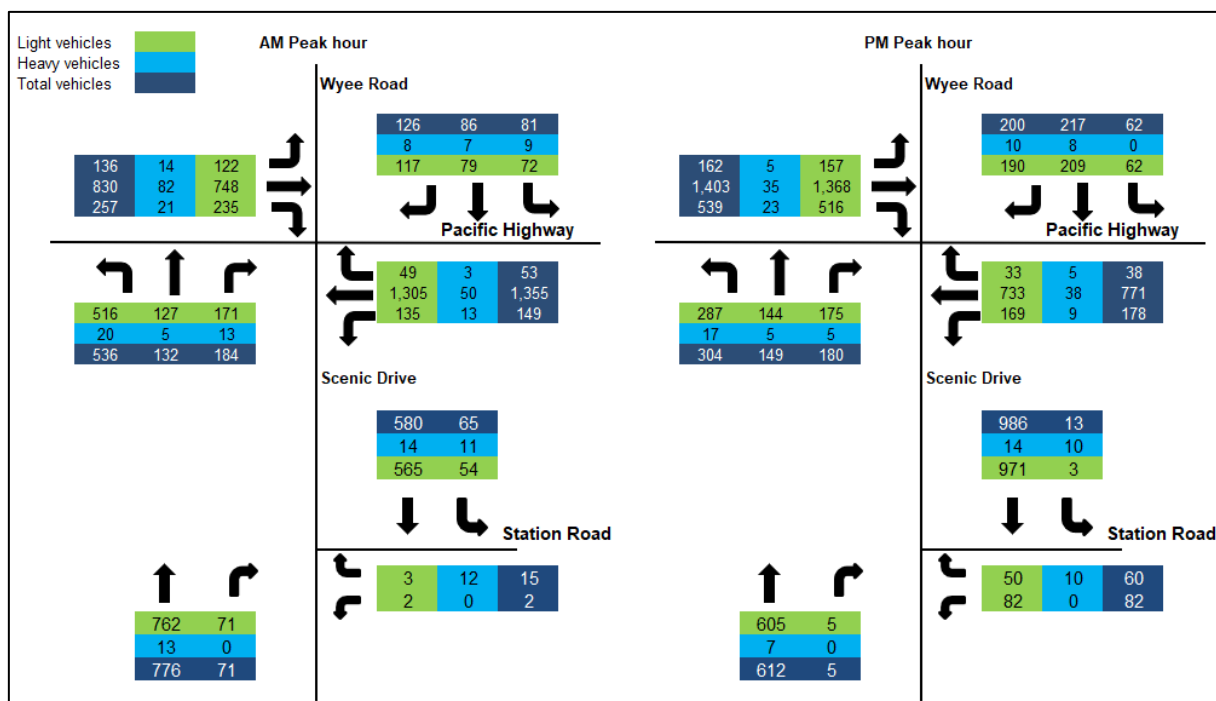 AM Peak hour
PM Peak hour
Light vehicles
Heavy vehicles
Total vehicles
Wyee Road
126 86 81
8 7 9
117 79 72
136 14 122
830 82 748
257 21 235
Pacific Highway
516 127 171
20 5 13
536 132 184
49 3 53
1,305 50 1,355
135 13 149
Scenic Drive
580 65
14 11
565 54
Station Road
3 12 15
2 0 2
762 71
13 0
776 71
Wyee Road
200 217 62
10 8 0
190 209 62
162 5 157
1,403 35 1,368
539 23 516
Pacific Highway
287 144 175
17 5 5
304 149 180
33 5 38
733 38 771
169 9 178
Scenic Drive
986 13
14 10
971 3
Station Road
50 10 60
82 0 82
605 5
7 0
612 5